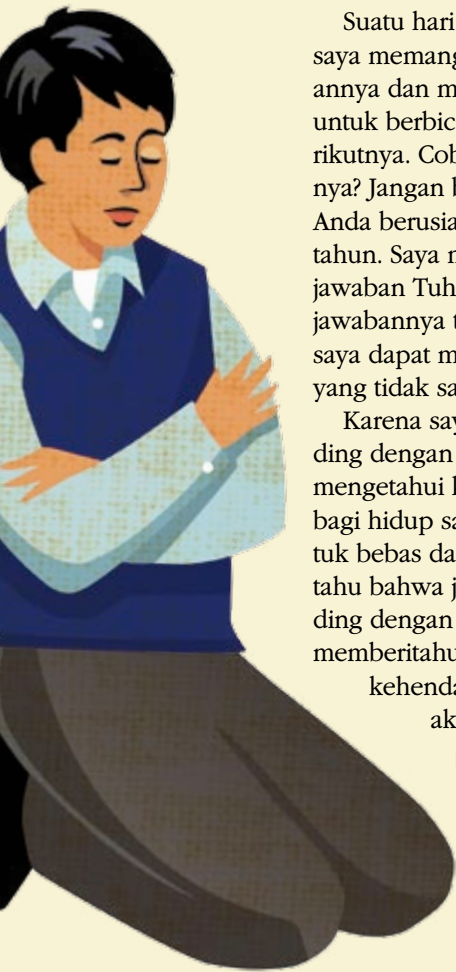 Suatu hari
saya memang
annya dan m
untuk berbic
rikutnya. Cob
nya? Jangan b
Anda berusia
tahun. Saya m
jawaban Tuh
jawabannya t
saya dapat m
yang tidak sa
Karena say
ding dengan
mengetahui
bagi hidup sa
tuk bebas da
tahu bahwa j
ding dengan
memberitahu
kehenda
ak